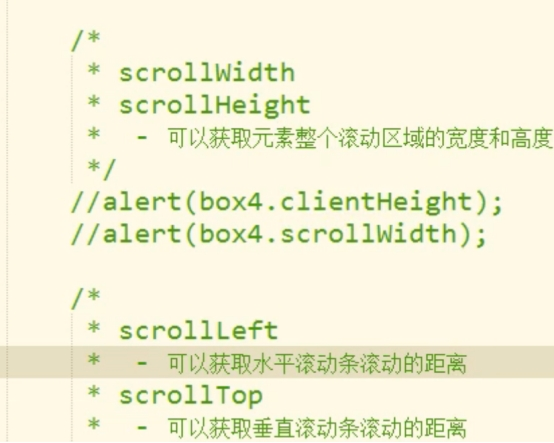 /*
* scrollWidth
* scrollHeight
* - 可以获取元素整个滚动区域的宽度和高度
*/
//alert(box4.clientHeight);
//alert(box4.scrollWidth);
/*
* scrollLeft
* - 可以获取水平滚动条滚动的距离
* scrollTop
* - 可以获取垂直滚动条滚动的距离